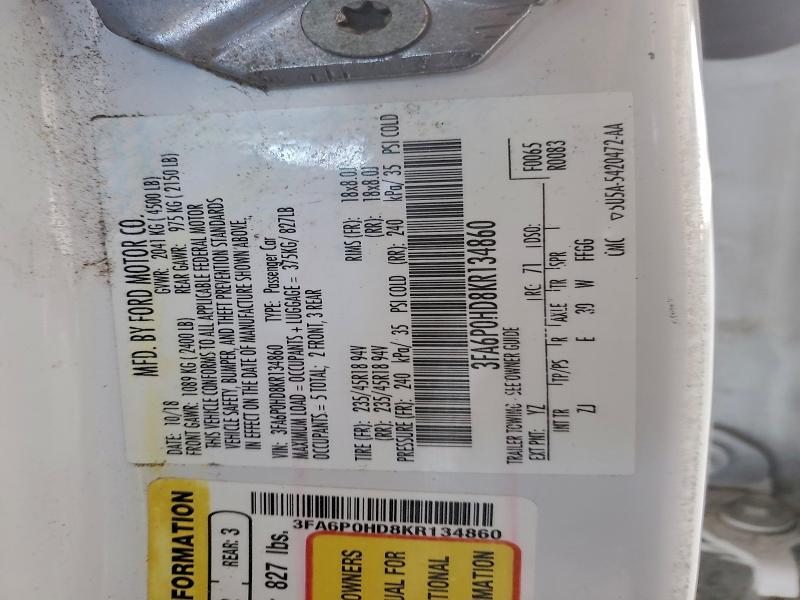 MFD. BY FORD MOTOR CO.
DATE: 10/18 GVWR: 2041 KG ( 4500 LB)
FRONT GAWR: 1089 KG ( 2400 LB) REAR GAWR: 975 KG ( 2150 LB)
THIS VEHICLE CONFORMS TO ALL APPLICABLE FEDERAL MOTOR
VEHICLE SAFETY, BUMPER, AND THEFT PREVENTION STANDARDS
IN EFFECT ON THE DATE OF MANUFACTURE SHOWN ABOVE.
VIN: 3FA6P0HD8KR134860 TYPE: Passenger Car
MAXIMUM LOAD = OCCUPANTS + LUGGAGE = 375KG/ 827LB
OCCUPANTS = 5 TOTAL; 2 FRONT, 3 REAR
TIRE (FR): 235/45R18 94V RIMS (FR): 18x8.0J
(RR): 235/45R18 94V (RR): 18x8.0J
PRESSURE (FR): 240 kPa/ 35 PSI COLD (RR): 240 kPa/ 35 PSI COLD
3FA6P0HD8KR134860
TRAILER TOWING - SEE OWNER GUIDE
F0065
R0083
EXT PNT: YZ RC: 71 DSO:
INT TR TP/PS R AXLE TR SPR
ZJ E 39 W FFGG
CMC JU5A-5420472-AA
FORMATION
REAR: 3
827 lbs.
3FA6P0HD8KR134860
OWNERS
UAL FOR
TIONAL
MATION